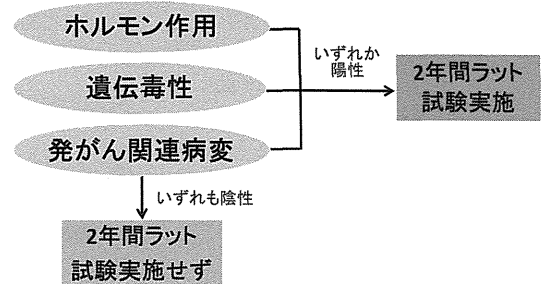 ホルモン作用
遺伝毒性
発がん関連病変
いずれか
陽性
2年間ラット
試験実施
いずれも陰性
2年間ラット
試験実施せず